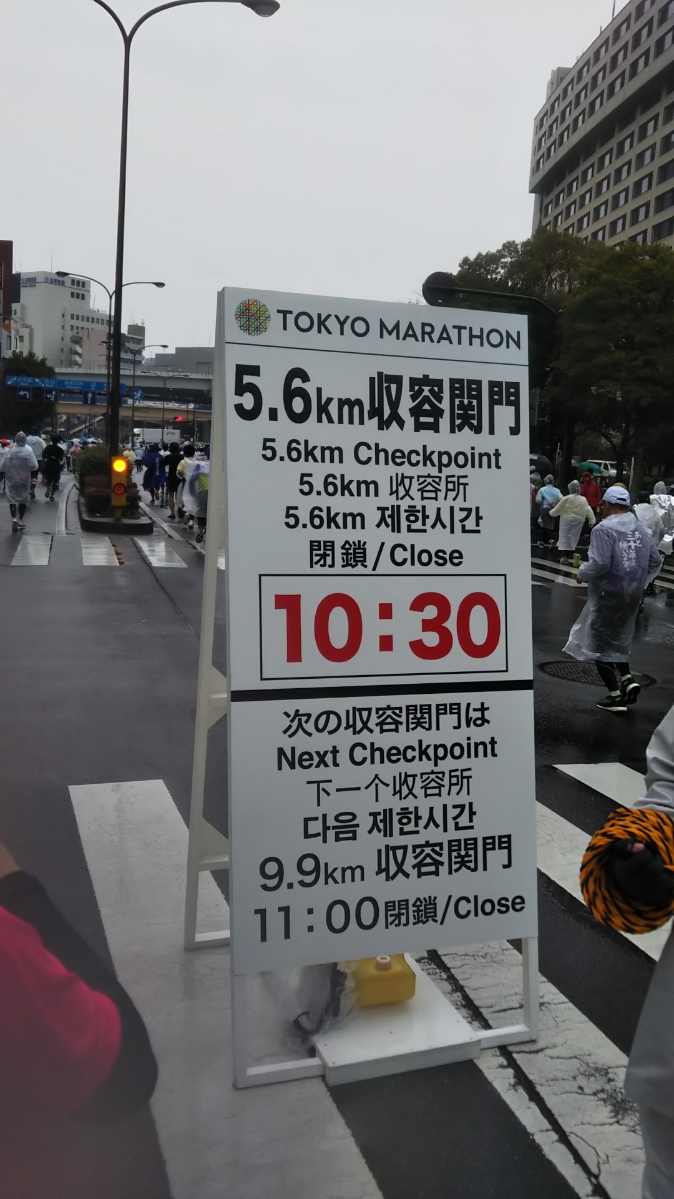 TOKYO MARATHON
5.6km収容関門
5.6km Checkpoint
5.6km 收容所
5.6km 제한시간
閉鎖/Close
10:30
次の収容関門は
Next Checkpoint
下一个收容所
다음 제한시간
9.9km 収容関門
11:00閉鎖/Close